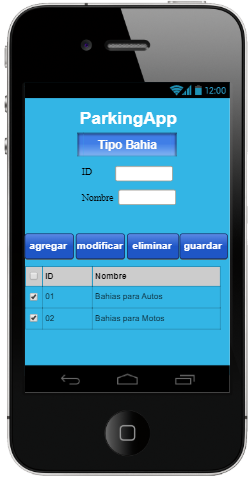 12:00
ParkingApp
Tipo Bahia
ID
Nombre
agregar modificar eliminar guardar
ID Nombre
01 Bahias para Autos
02 Bahias para Motos